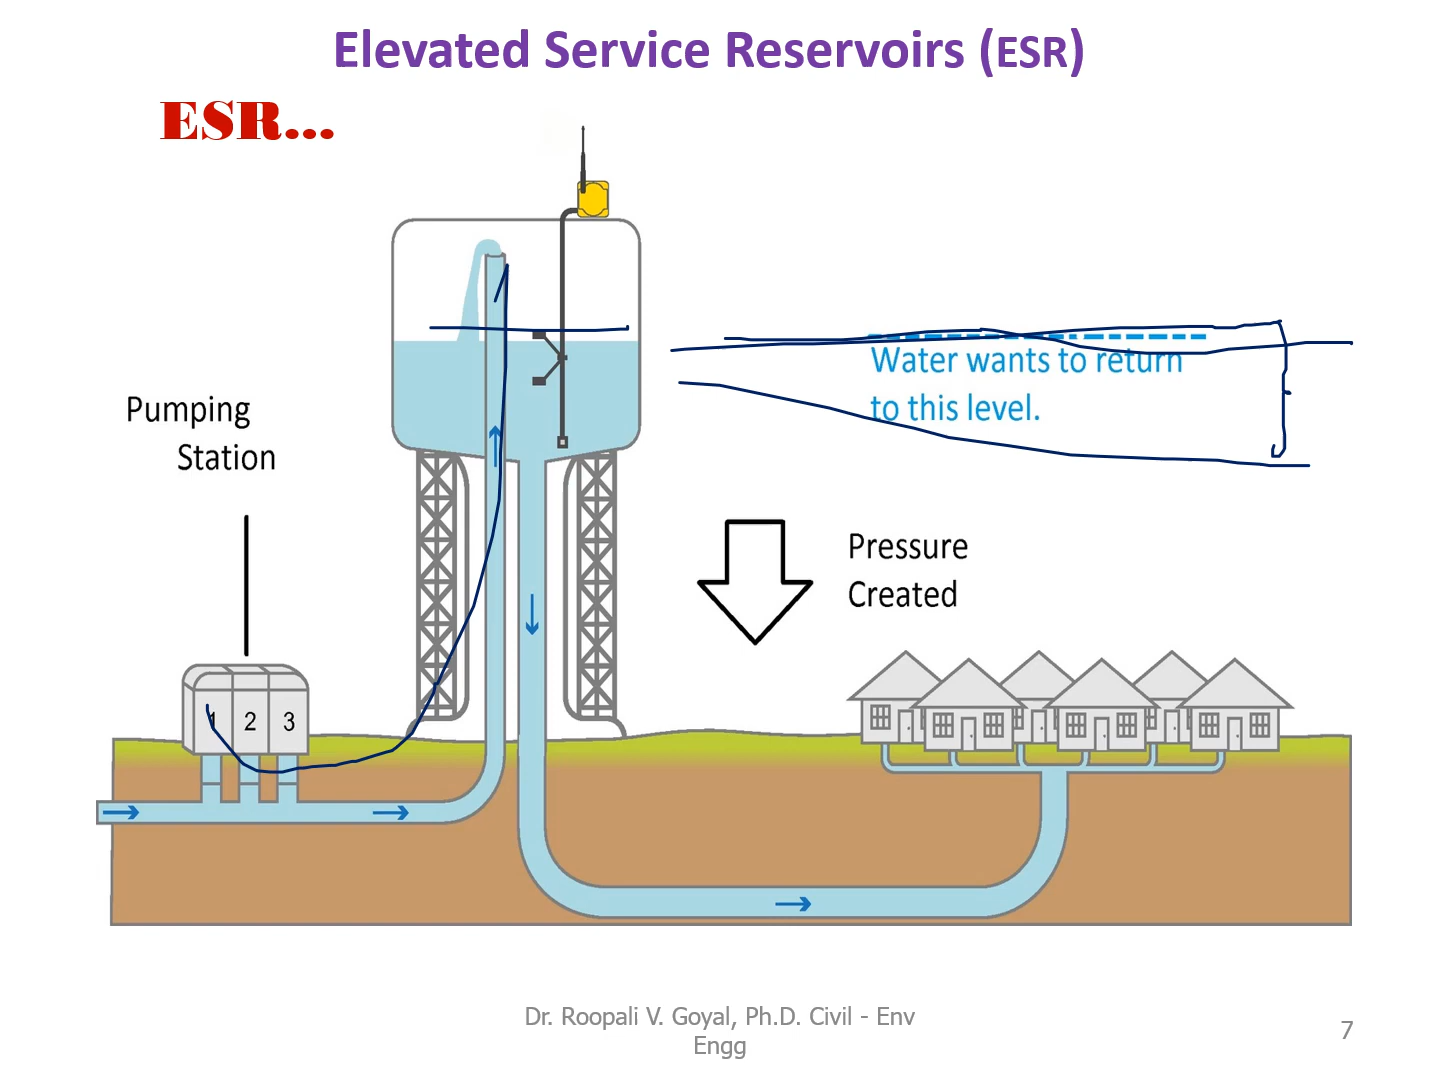 Elevated Service Reservoirs (ESR)
ESR...
Water wants to return
to this level.
Pumping
Station
Pressure
Created
1 2 3
Dr. Roopali V. Goyal, Ph.D. Civil - Env
Engg
7